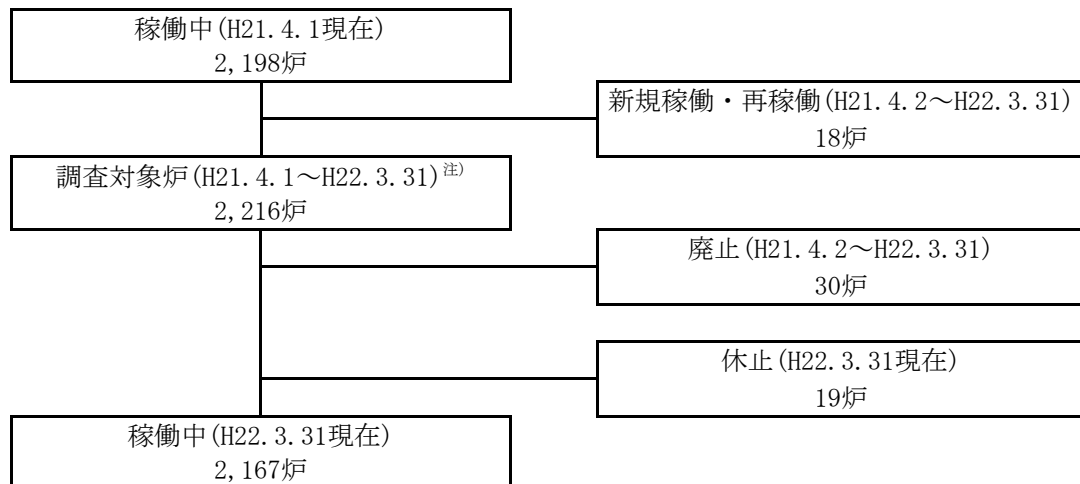 稼働中(H21.4.1現在)
2,198炉
新規稼働・再稼働(H21.4.2～H22.3.31)
18炉
調査対象炉(H21.4.1～H22.3.31)注)
2,216炉
廃止(H21.4.2～H22.3.31)
30炉
休止(H22.3.31現在)
19炉
稼働中(H22.3.31現在)
2,167炉